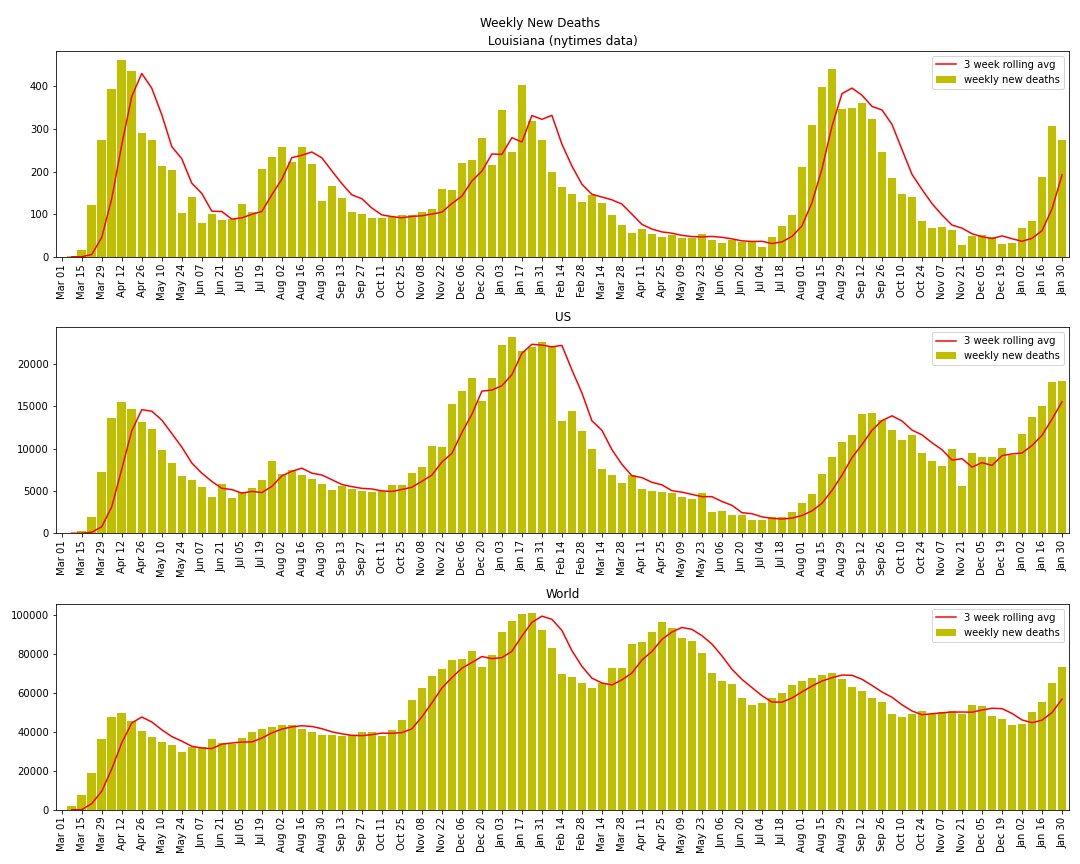 Weekly New Deaths
Louisiana (nytimes data)
3 week rolling avg
weekly new deaths
400
300
200
100
0
Mar 01 Mar 15 Mar 29 Apr 12 Apr 26 May 10 May 24 Jun 07 Jun 21 Jul 05 Jul 19 Aug 02 Aug 16 Aug 30 Sep 13 Sep 27 Oct 11 Oct 25 Nov 08 Nov 22 Dec 06 Dec 20 Jan 03 Jan 17 Jan 31 Feb 14 Feb 28 Mar 14 Mar 28 Apr 11 Apr 25 May 09 May 23 Jun 06 Jun 20 Jul 04 Jul 18 Aug 01 Aug 15 Aug 29 Sep 12 Sep 26 Oct 10 Oct 24 Nov 07 Nov 21 Dec 05 Dec 19 Jan 02 Jan 16 Jan 30
US
3 week rolling avg
weekly new deaths
20000
15000
10000
5000
0
Mar 01 Mar 15 Mar 29 Apr 12 Apr 26 May 10 May 24 Jun 07 Jun 21 Jul 05 Jul 19 Aug 02 Aug 16 Aug 30 Sep 13 Sep 27 Oct 11 Oct 25 Nov 08 Nov 22 Dec 06 Dec 20 Jan 03 Jan 17 Jan 31 Feb 14 Feb 28 Mar 14 Mar 28 Apr 11 Apr 25 May 09 May 23 Jun 06 Jun 20 Jul 04 Jul 18 Aug 01 Aug 15 Aug 29 Sep 12 Sep 26 Oct 10 Oct 24 Nov 07 Nov 21 Dec 05 Dec 19 Jan 02 Jan 16 Jan 30
World
3 week rolling avg
weekly new deaths
100000
80000
60000
40000
20000
0
Mar 01 Mar 15 Mar 29 Apr 12 Apr 26 May 10 May 24 Jun 07 Jun 21 Jul 05 Jul 19 Aug 02 Aug 16 Aug 30 Sep 13 Sep 27 Oct 11 Oct 25 Nov 08 Nov 22 Dec 06 Dec 20 Jan 03 Jan 17 Jan 31 Feb 14 Feb 28 Mar 14 Mar 28 Apr 11 Apr 25 May 09 May 23 Jun 06 Jun 20 Jul 04 Jul 18 Aug 01 Aug 15 Aug 29 Sep 12 Sep 26 Oct 10 Oct 24 Nov 07 Nov 21 Dec 05 Dec 19 Jan 02 Jan 16 Jan 30